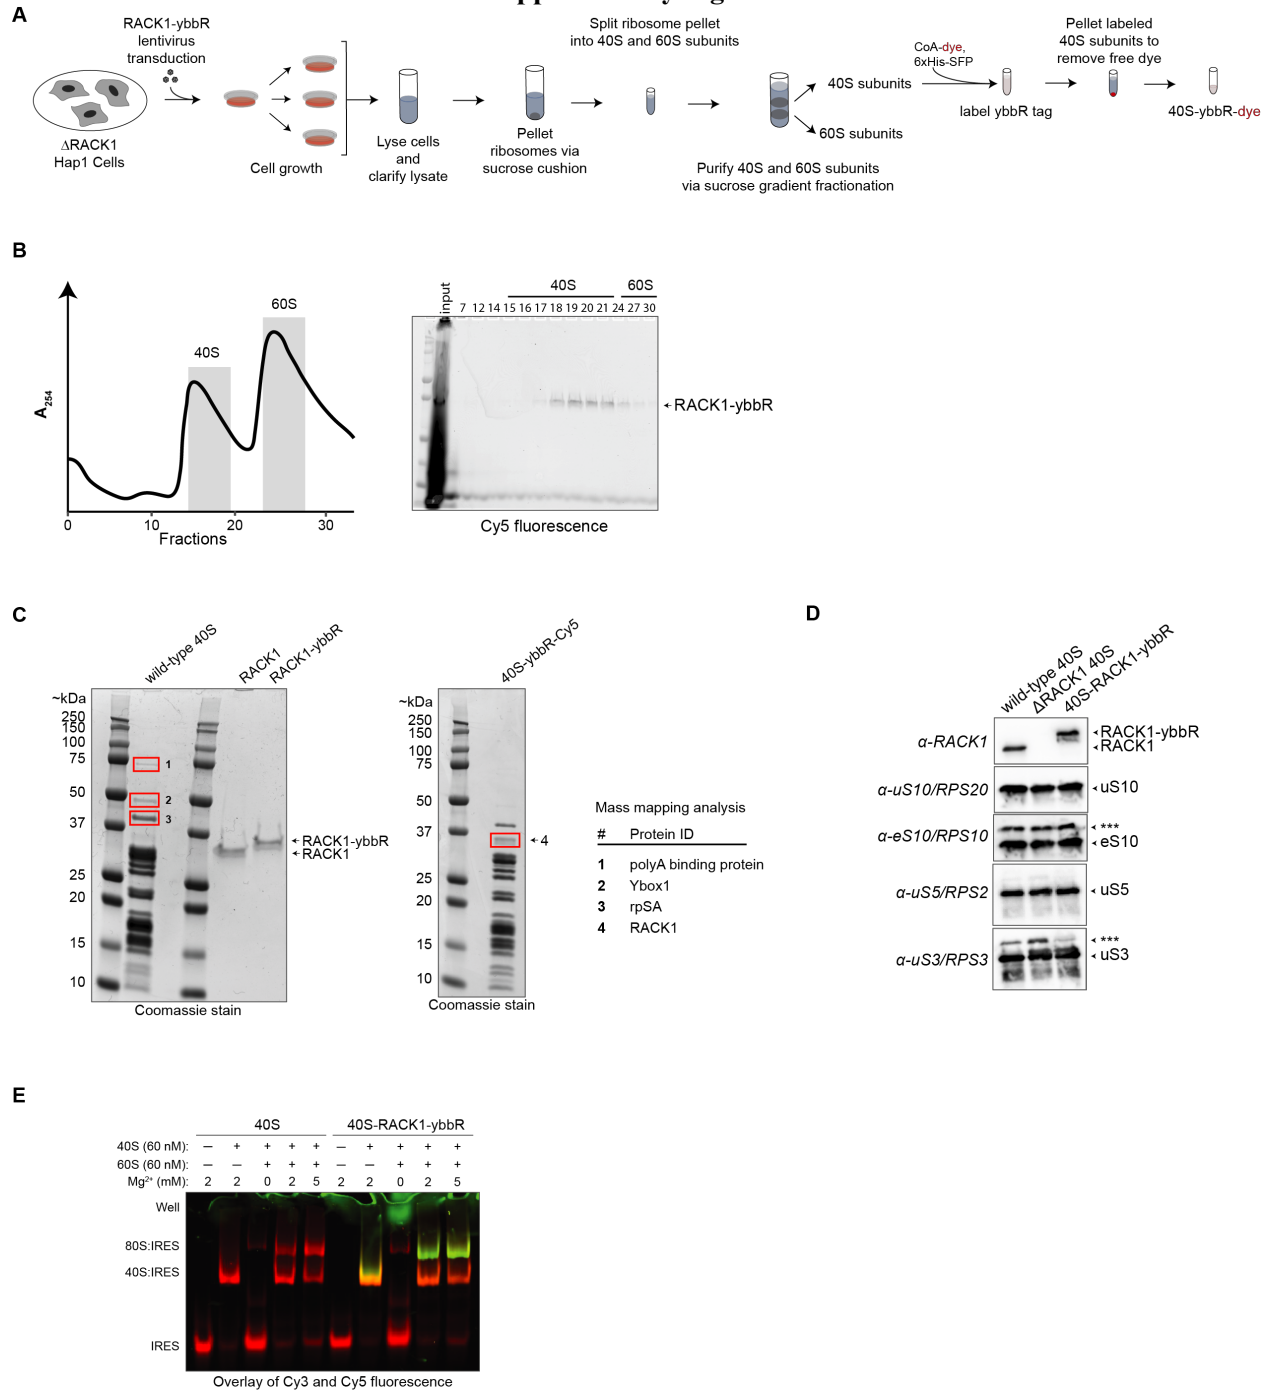 A
RACK1-ybbR
lentivirus
transduction
ΔRACK1
Hap1 Cells
Cell growth
Lyse cells
and
clarify lysate
Pellet
ribosomes via
sucrose cushion
Split ribosome pellet
into 40S and 60S subunits
40S subunits
60S subunits
Purify 40S and 60S subunits
via sucrose gradient fractionation
CoA-dye,
6xHis-SFP
label ybbR tag
Pellet labeled
40S subunits to
remove free dye
40S-ybbR-dye
B
A254
40S
60S
0 10 20 30
Fractions
input
40S 60S
7 12 14 15 16 17 18 19 20 21 24 27 30
RACK1-ybbR
Cy5 fluorescence
C
wild-type 40S
RACK1
RACK1-ybbR
~kDa
250
150
100
75
50
37
25
20
15
10
1
2
3
RACK1-ybbR
RACK1
Coomassie stain
40S-ybbR-Cy5
~kDa
250
150
100
75
50
37
25
20
15
10
4
Coomassie stain
Mass mapping analysis
# Protein ID
1 polyA binding protein
2 Ybox1
3 rpSA
4 RACK1
D
wild-type 40S
ΔRACK1 40S
40S-RACK1-ybbR
α-RACK1
RACK1-ybbR
RACK1
α-uS10/RPS20
uS10
α-eS10/RPS10
***
eS10
α-uS5/RPS2
uS5
α-uS3/RPS3
***
uS3
E
40S 40S-RACK1-ybbR
40S (60 nM): – + + + + – + + + +
60S (60 nM): – – + + + – – + + +
Mg2+ (mM): 2 2 0 2 5 2 2 0 2 5
Well
80S:IRES
40S:IRES
IRES
Overlay of Cy3 and Cy5 fluorescence